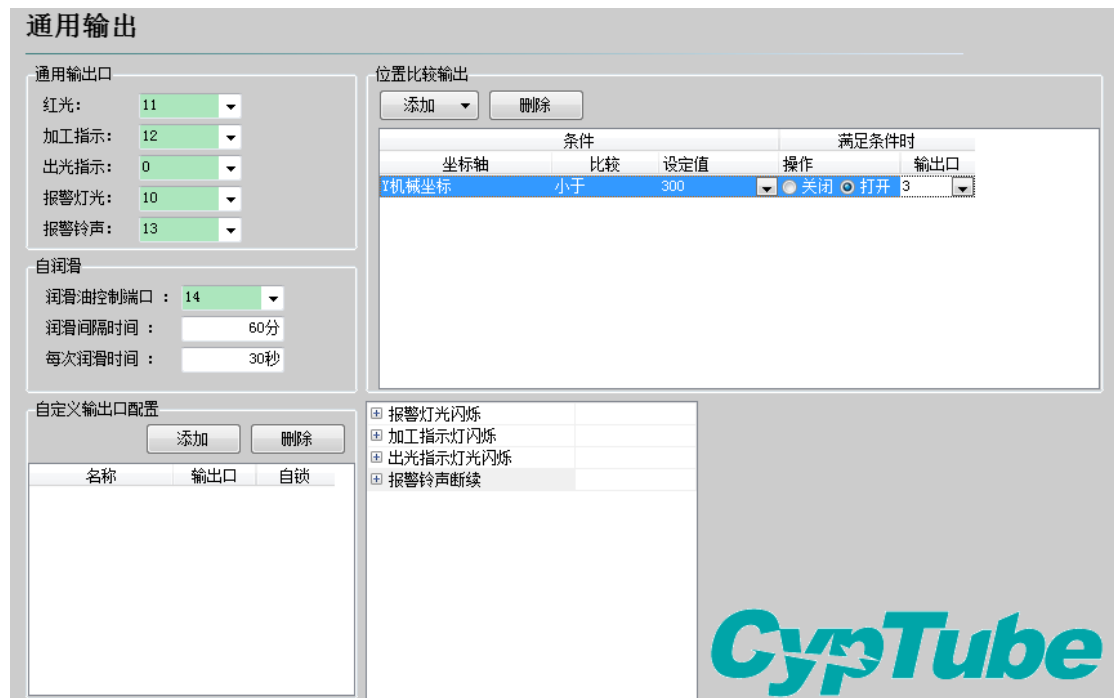 通用输出
通用输出口
红光: 11
加工指示: 12
出光指示: 0
报警灯光: 10
报警铃声: 13
自润滑
润滑油控制端口 : 14
润滑间隔时间 : 60分
每次润滑时间 : 30秒
位置比较输出
添加 删除
条件 满足条件时
坐标轴 比较 设定值 操作 输出口
Y机械坐标 小于 300 关闭 打开 3
自定义输出口配置
添加 删除
名称 输出口 自锁
报警灯光闪烁
加工指示灯闪烁
出光指示灯光闪烁
报警铃声断续
CypTube